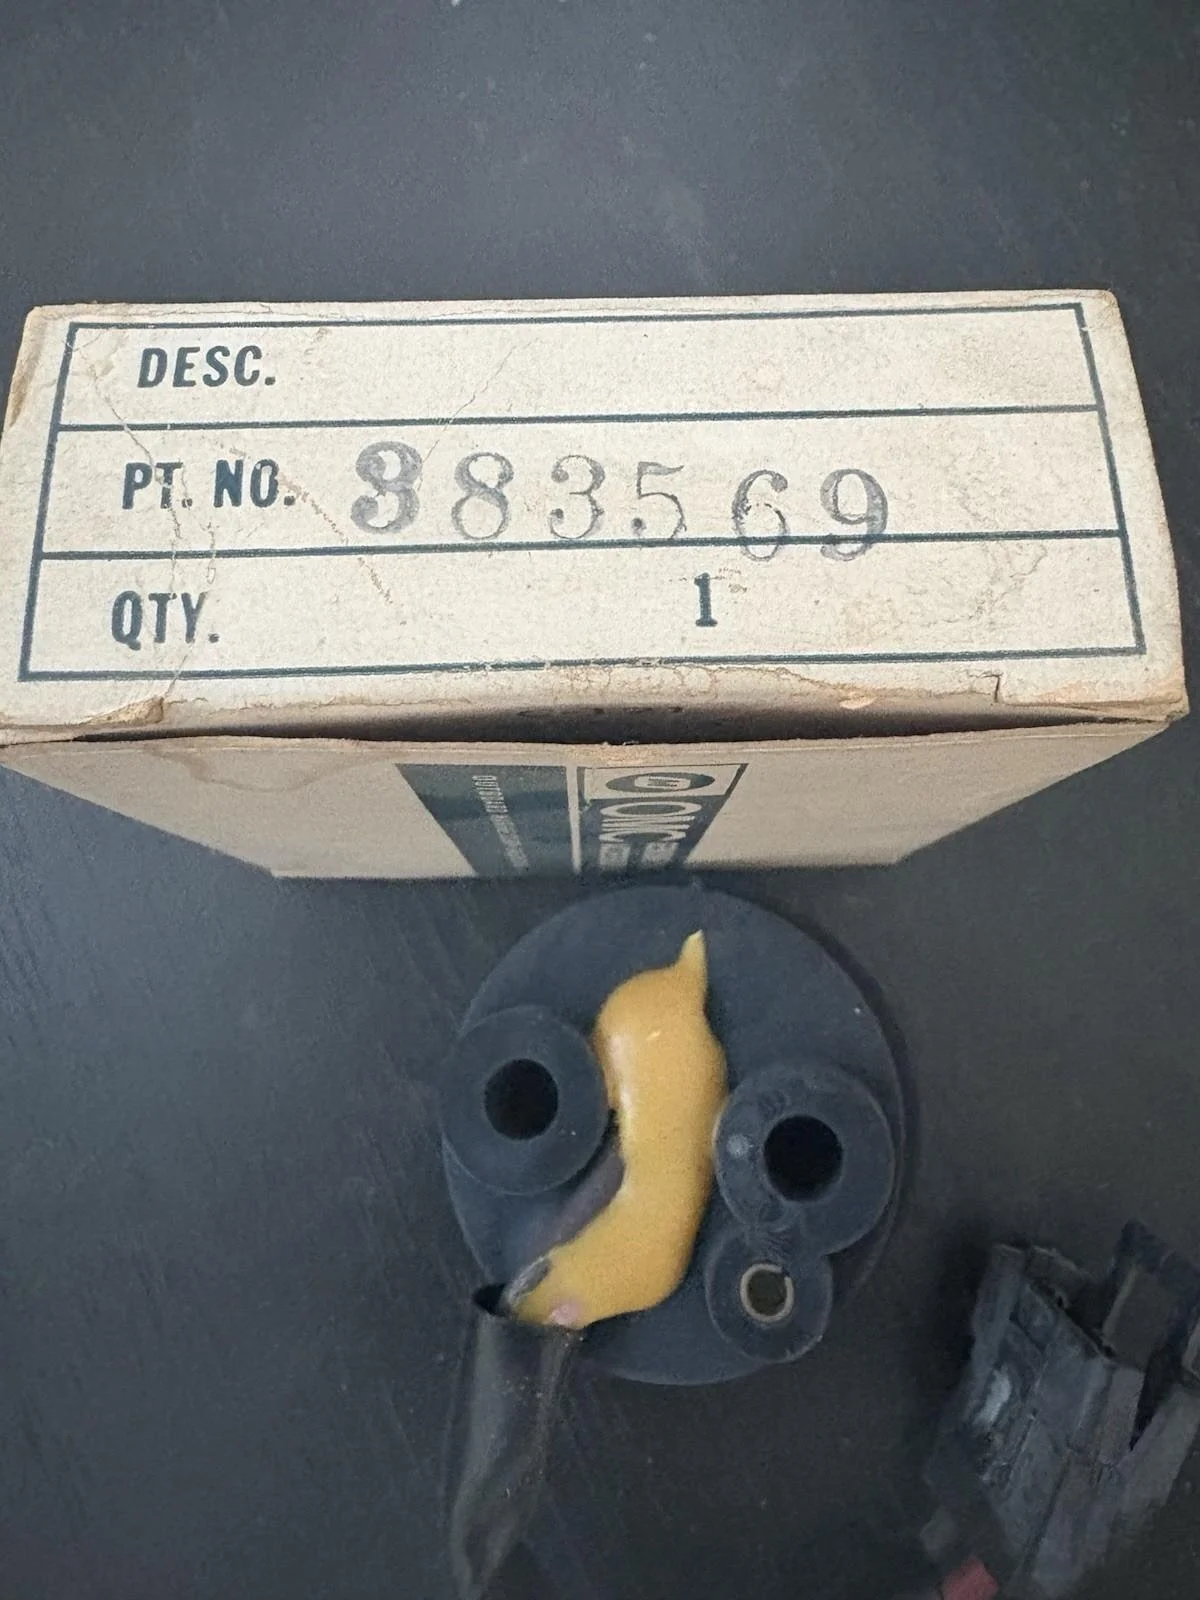 DESC.
PT. NO. 383569
QTY. 1
OMC